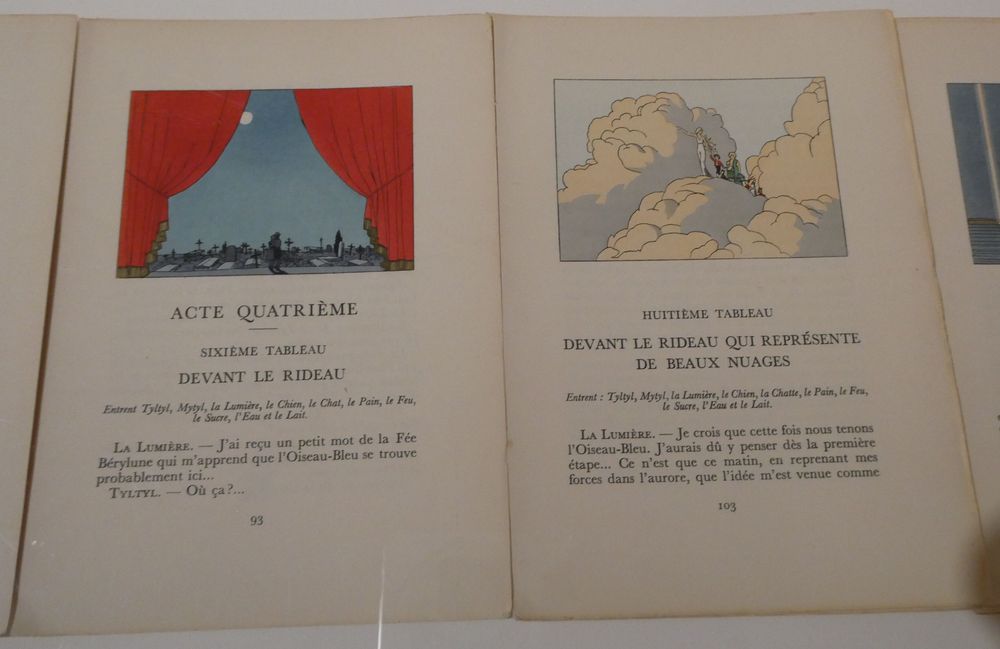 ACTE QUATRIÈME
SIXIÈME TABLEAU
DEVANT LE RIDEAU
Entrent Tyltyl, Mytyl, la Lumière, le Chien, le Chat, le Pain, le Feu,
le Sucre, l'Eau et le Lait.
LA LUMIÈRE. — J'ai reçu un petit mot de la Fée
Bérylune qui m'apprend que l'Oiseau-Bleu se trouve
probablement ici...
TYLTYL. — Où ça?...
93
HUITIÈME TABLEAU
DEVANT LE RIDEAU QUI REPRÉSENTE
DE BEAUX NUAGES
Entrent : Tyltyl, Mytyl, la Lumière, le Chien, la Chatte, le Pain, le Feu,
le Sucre, l'Eau et le Lait.
LA LUMIÈRE. — Je crois que cette fois nous tenons
l'Oiseau-Bleu. J'aurais dû y penser dès la première
étape... Ce n'est que ce matin, en reprenant mes
forces dans l'aurore, que l'idée m'est venue comme
103